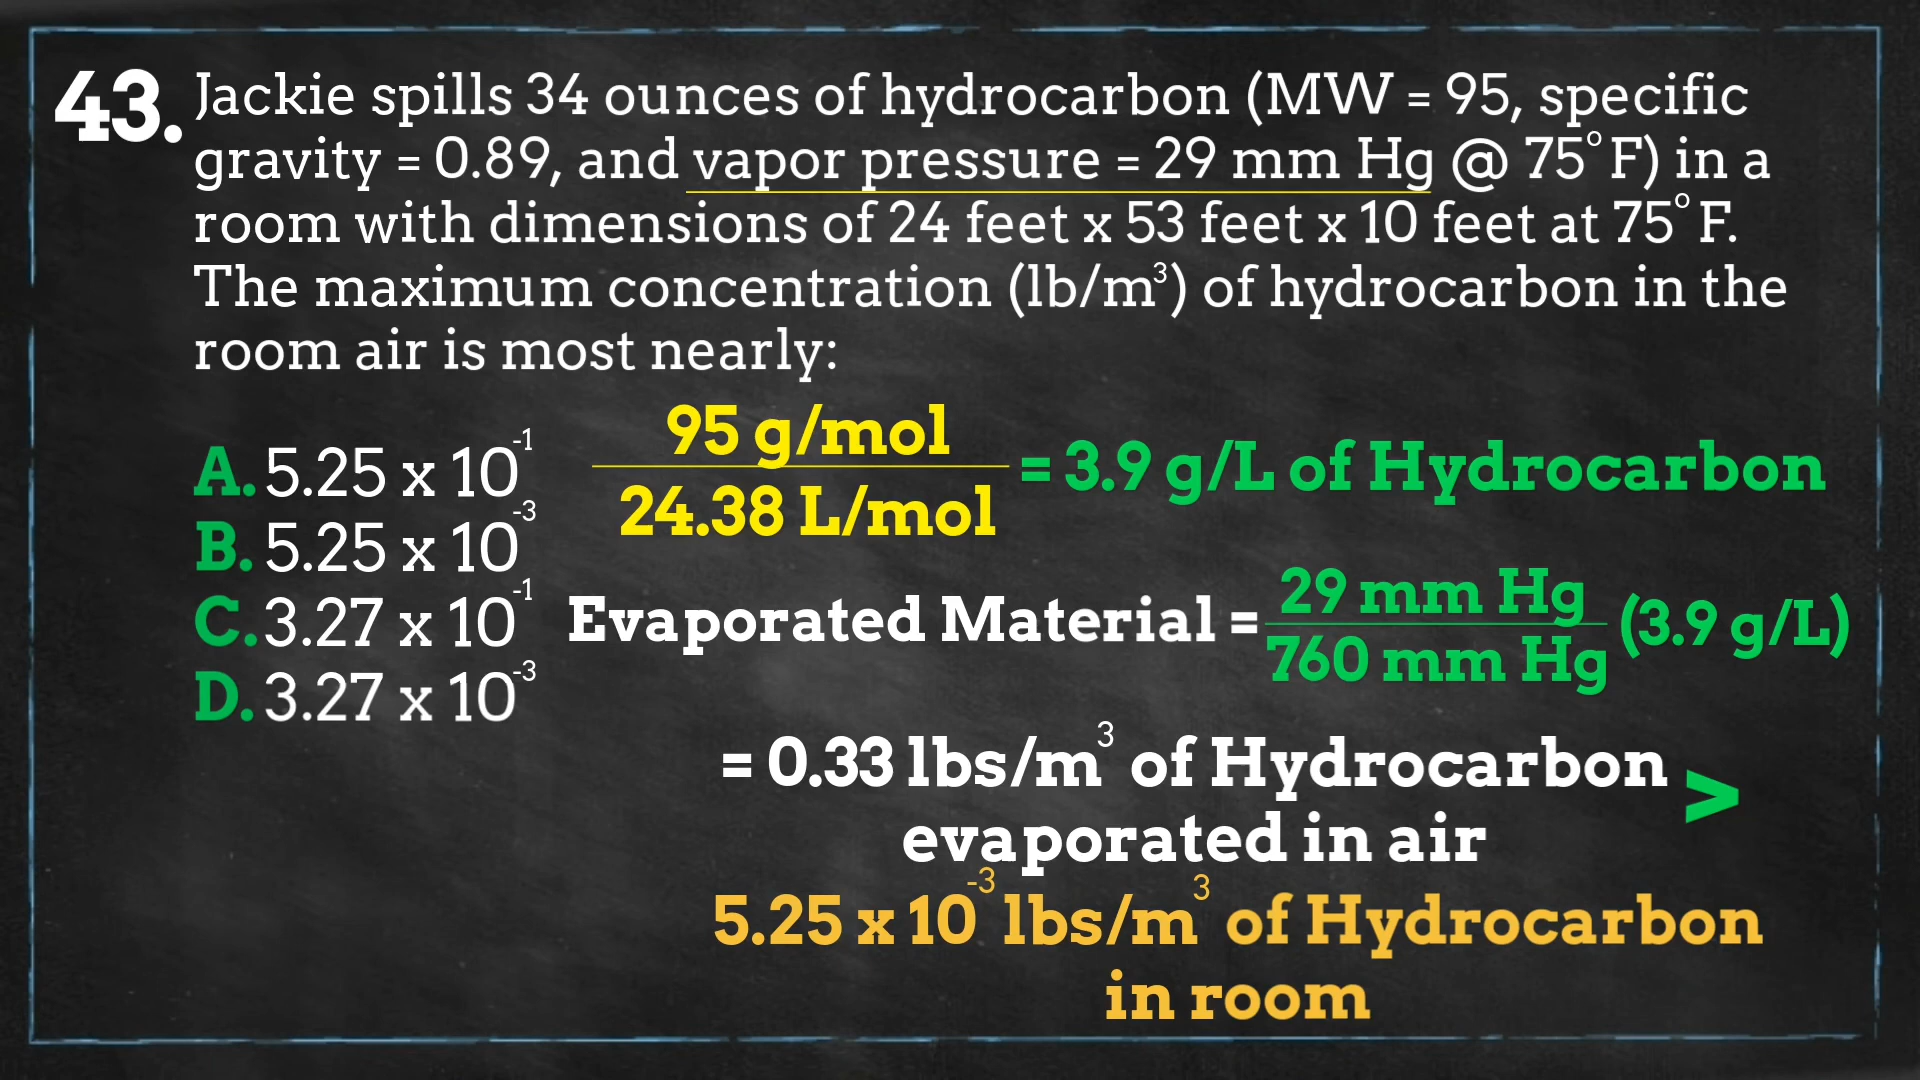 43. Jackie spills 34 ounces of hydrocarbon (MW = 95, specific
gravity = 0.89, and vapor pressure = 29 mm Hg @ 75°F) in a
room with dimensions of 24 feet x 53 feet x 10 feet at 75°F.
The maximum concentration (lb/m³) of hydrocarbon in the
room air is most nearly:
A. 5.25 x 10⁻¹
B. 5.25 x 10⁻³
C. 3.27 x 10⁻¹
D. 3.27 x 10⁻³
95 g/mol
24.38 L/mol
= 3.9 g/L of Hydrocarbon
Evaporated Material = 29 mm Hg
760 mm Hg
(3.9 g/L)
= 0.33 lbs/m³ of Hydrocarbon
evaporated in air
>
5.25 x 10⁻³ lbs/m³ of Hydrocarbon
in room